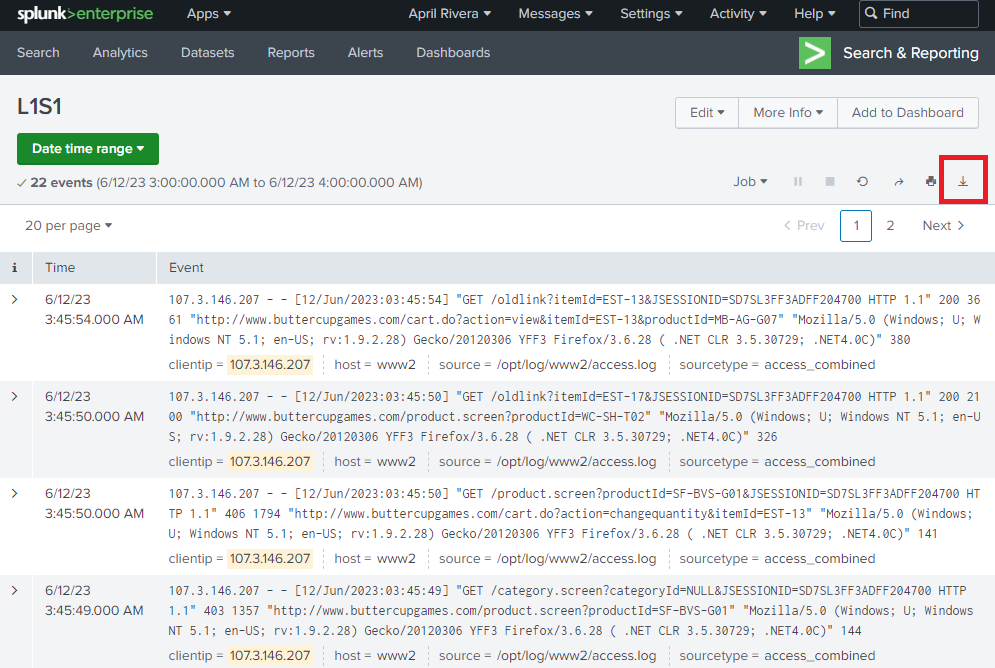 splunk>enterprise Apps April Rivera Messages Settings Activity Help Find
Search Analytics Datasets Reports Alerts Dashboards Search & Reporting
L1S1
Edit More Info Add to Dashboard
Date time range
22 events (6/12/23 3:00:00.000 AM to 6/12/23 4:00:00.000 AM)
Job
20 per page
Prev 1 2 Next
i Time Event
6/12/23
3:45:54.000 AM
107.3.146.207 - - [12/Jun/2023:03:45:54] "GET /oldlink?itemId=EST-13&JSESSIONID=SD7SL3FF3ADFF204700 HTTP 1.1" 200 36
61 "http://www.buttercupgames.com/cart.do?action=view&itemId=EST-13&productId=MB-AG-G07" "Mozilla/5.0 (Windows; U; W
indows NT 5.1; en-US; rv:1.9.2.28) Gecko/20120306 YFF3 Firefox/3.6.28 ( .NET CLR 3.5.30729; .NET4.0C)" 380
clientip = 107.3.146.207 host = www2 source = /opt/log/www2/access.log sourcetype = access_combined
6/12/23
3:45:50.000 AM
107.3.146.207 - - [12/Jun/2023:03:45:50] "GET /oldlink?itemId=EST-17&JSESSIONID=SD7SL3FF3ADFF204700 HTTP 1.1" 200 21
00 "http://www.buttercupgames.com/product.screen?productId=WC-SH-T02" "Mozilla/5.0 (Windows; U; Windows NT 5.1; en-U
S; rv:1.9.2.28) Gecko/20120306 YFF3 Firefox/3.6.28 ( .NET CLR 3.5.30729; .NET4.0C)" 326
clientip = 107.3.146.207 host = www2 source = /opt/log/www2/access.log sourcetype = access_combined
6/12/23
3:45:50.000 AM
107.3.146.207 - - [12/Jun/2023:03:45:50] "GET /product.screen?productId=SF-BVS-G01&JSESSIONID=SD7SL3FF3ADFF204700 HT
TP 1.1" 406 1794 "http://www.buttercupgames.com/cart.do?action=changequantity&itemId=EST-13" "Mozilla/5.0 (Windows;
U; Windows NT 5.1; en-US; rv:1.9.2.28) Gecko/20120306 YFF3 Firefox/3.6.28 ( .NET CLR 3.5.30729; .NET4.0C)" 141
clientip = 107.3.146.207 host = www2 source = /opt/log/www2/access.log sourcetype = access_combined
6/12/23
3:45:49.000 AM
107.3.146.207 - - [12/Jun/2023:03:45:49] "GET /category.screen?categoryId=NULL&JSESSIONID=SD7SL3FF3ADFF204700 HTTP
1.1" 403 1357 "http://www.buttercupgames.com/product.screen?productId=SF-BVS-G01" "Mozilla/5.0 (Windows; U; Windows
NT 5.1; en-US; rv:1.9.2.28) Gecko/20120306 YFF3 Firefox/3.6.28 ( .NET CLR 3.5.30729; .NET4.0C)" 144
clientip = 107.3.146.207 host = www2 source = /opt/log/www2/access.log sourcetype = access_combined